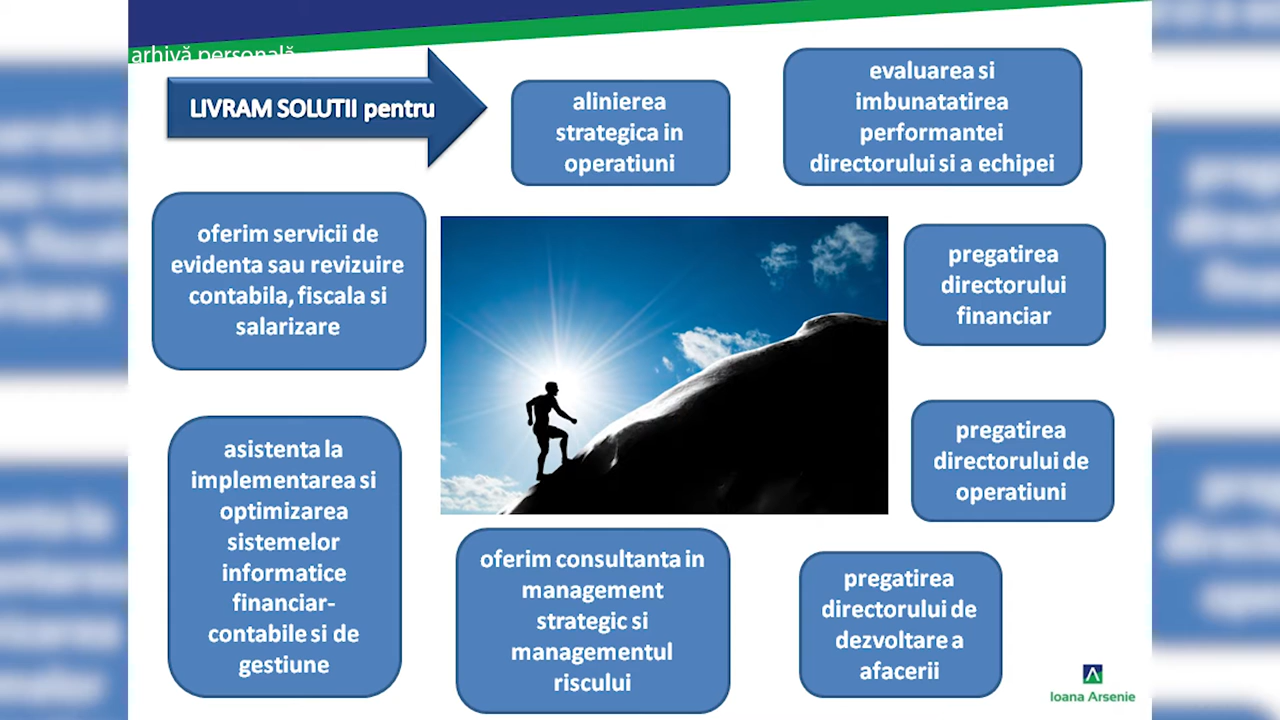 arhivă personală
LIVRAM SOLUTII pentru
alinierea
strategica in
operatiuni
evaluarea si
imbunatatirea
performantei
directorului si a echipei
oferim servicii de
evidenta sau revizuire
contabila, fiscala si
salarizare
pregatirea
directorului
financiar
pregatirea
directorului de
operatiuni
asistenta la
implementarea si
optimizarea
sistemelor
informatice
financiar-
contabile si de
gestiune
oferim consultanta in
management
strategic si
managementul
riscului
pregatirea
directorului de
dezvoltare a
afacerii
Ioana Arsenie